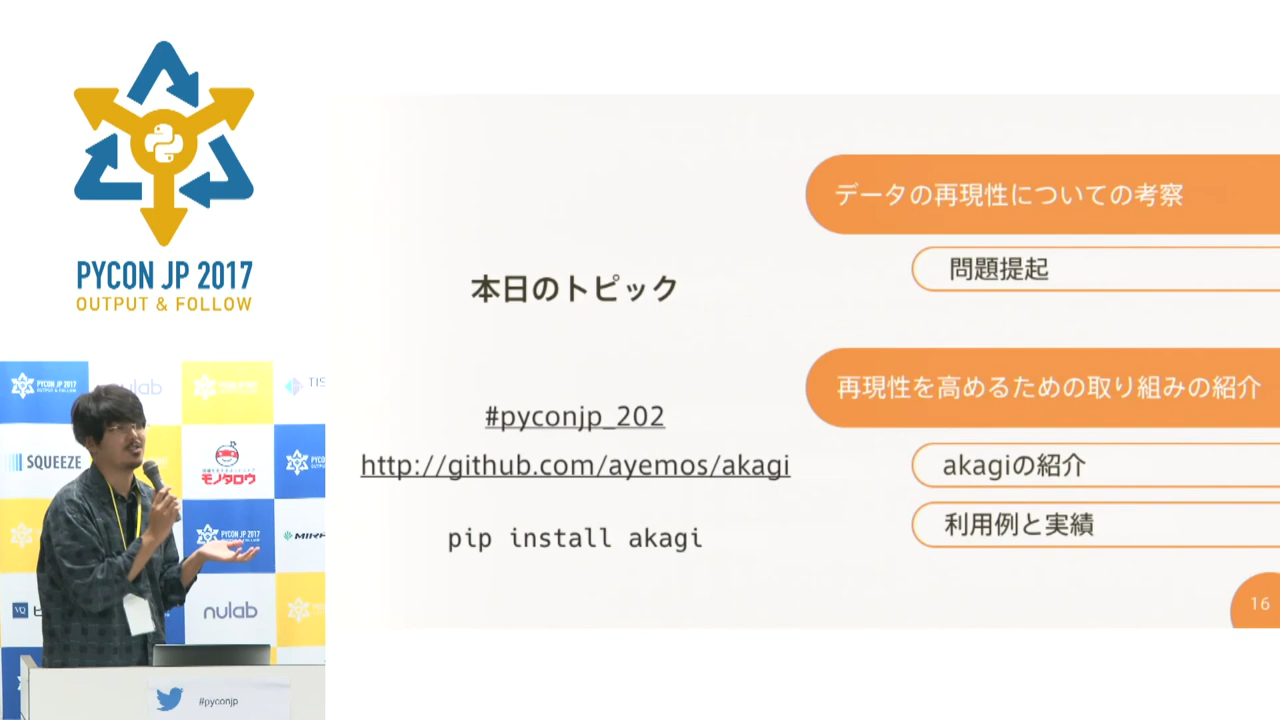 PYCON JP 2017
OUTPUT & FOLLOW
データの再現性についての考察
問題提起
本日のトピック
再現性を高めるための取り組みの紹介
#pyconjp_202
http://github.com/ayemos/akagi
akagiの紹介
利用例と実績
pip install akagi
16
PYCON JP 2017
nulab
TIS
SQUEEZE
モノタロウ
PYCON JP 2017
nulab
#pyconjp